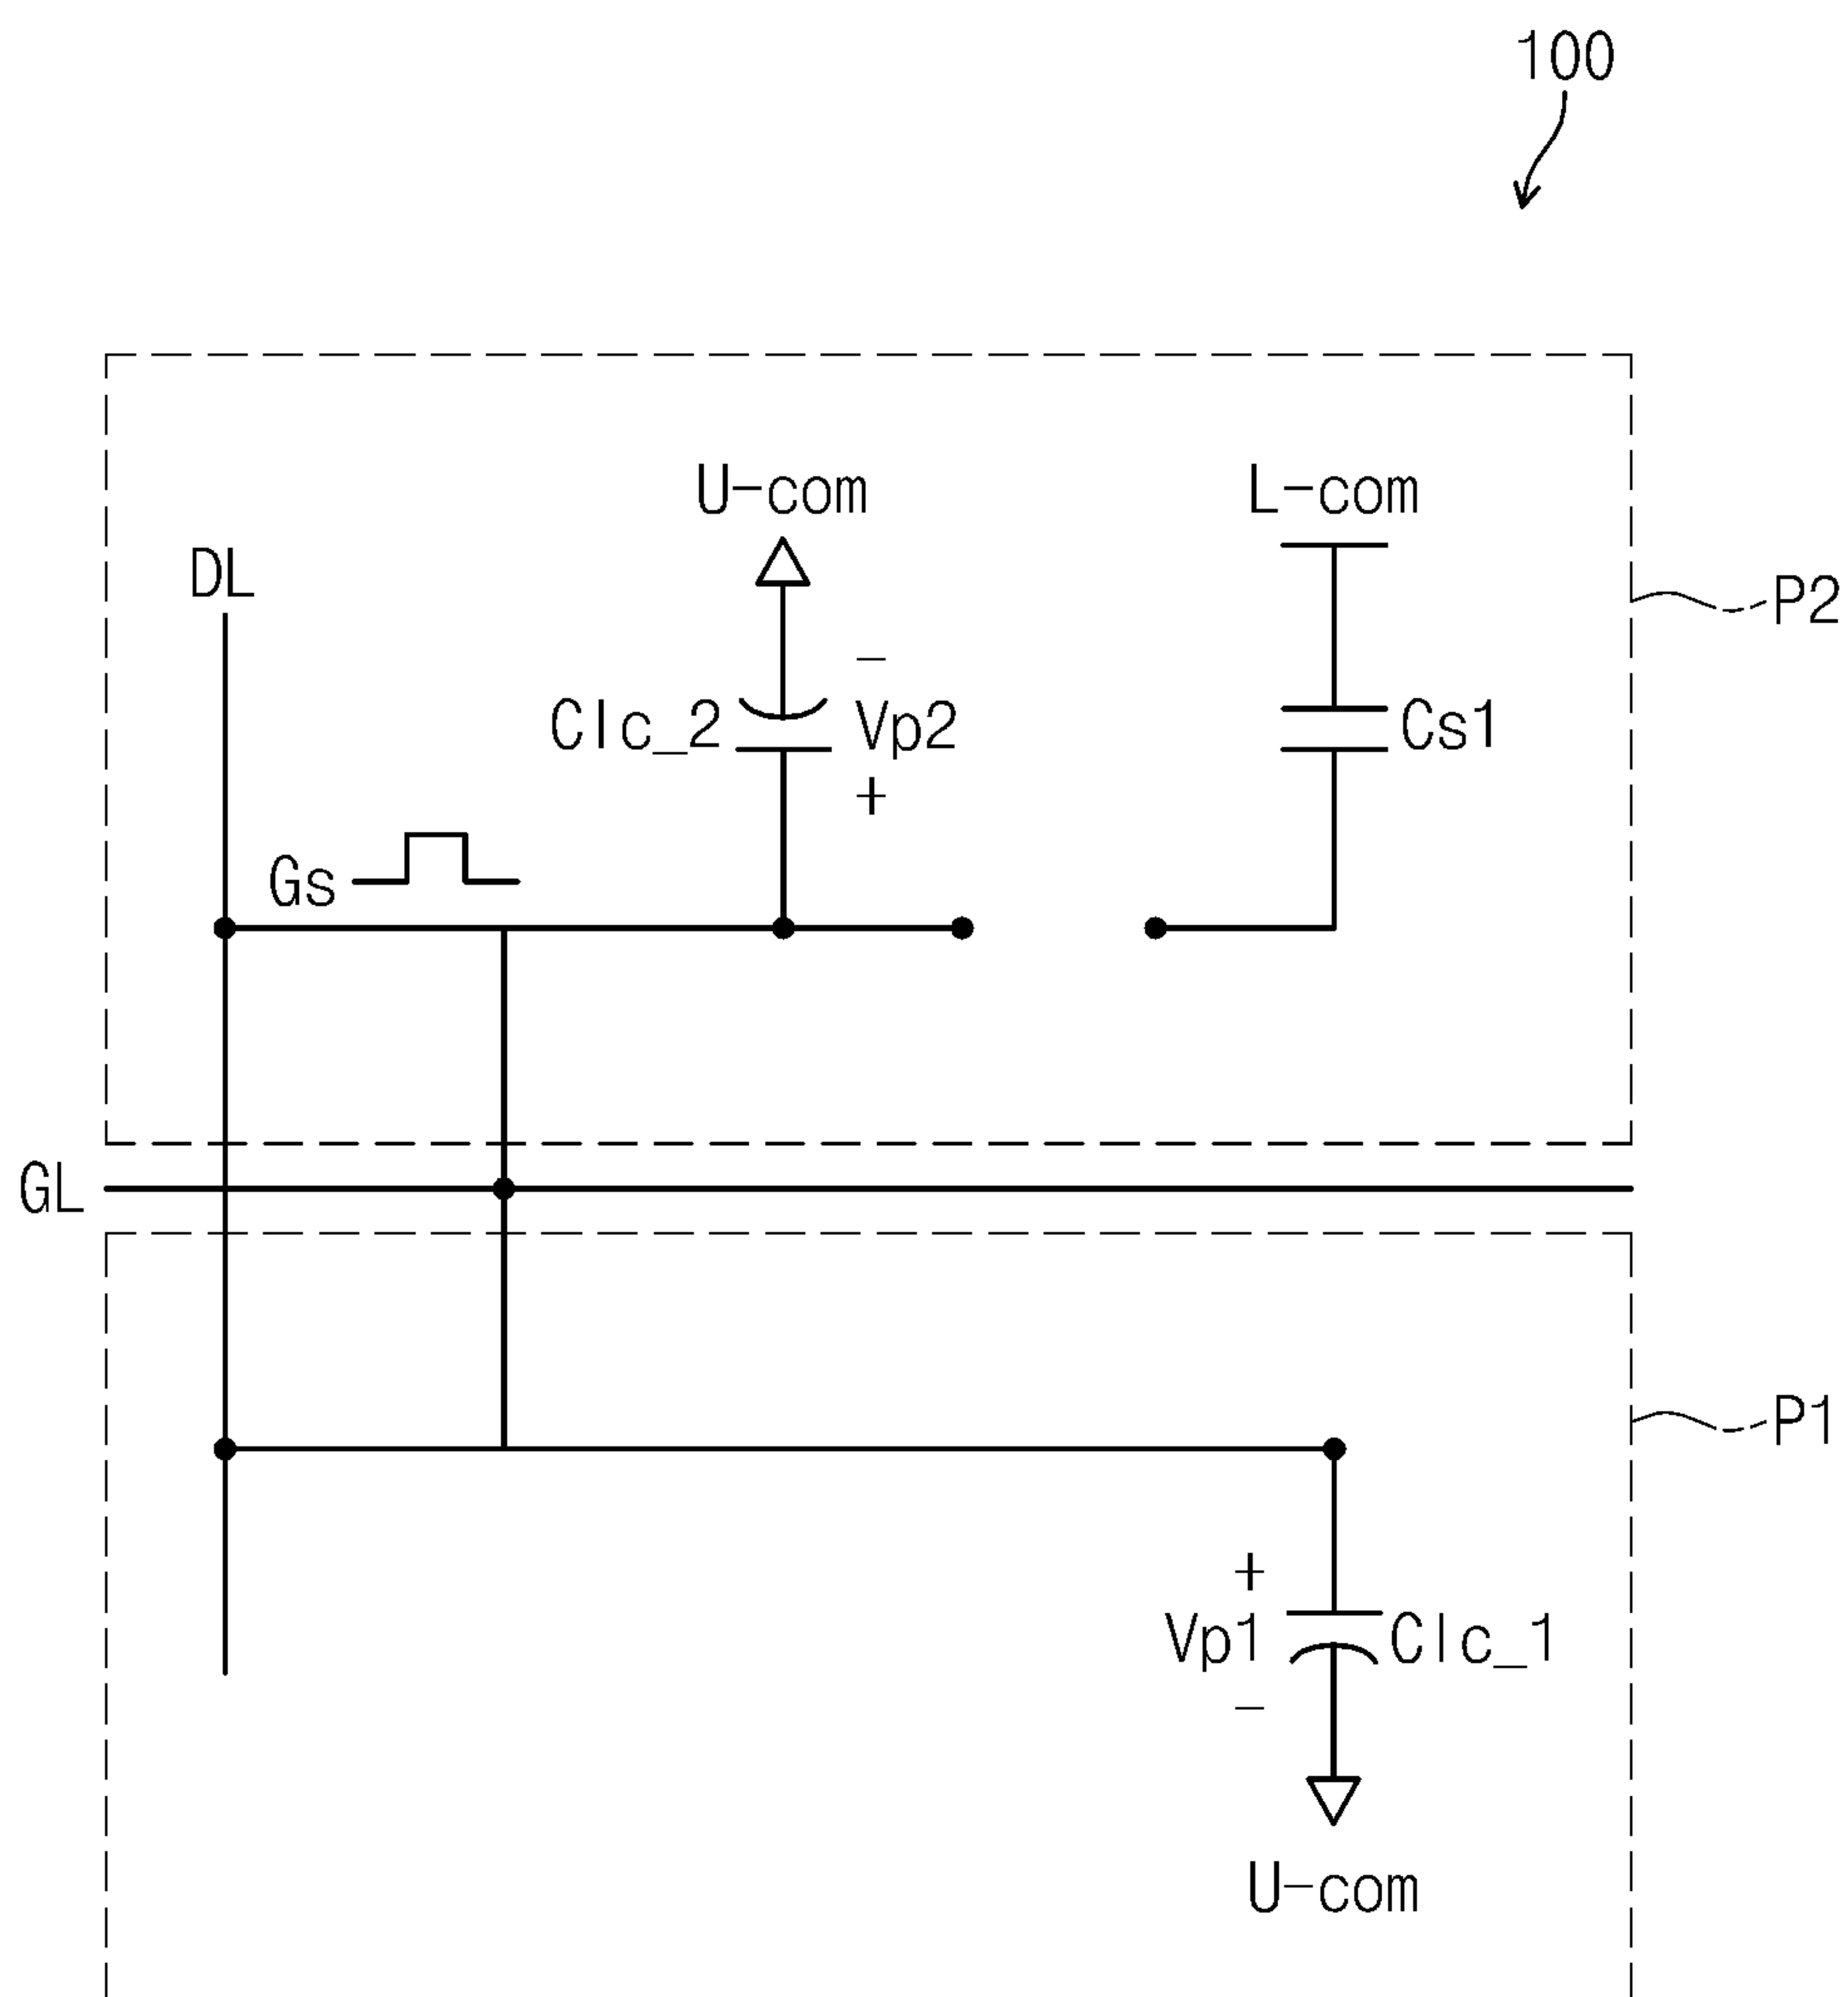 100
U-com
L-com
DL
P2
-
Clc_2
Vp2
Cs1
+
Gs
GL
P1
+
Vp1
Clc_1
-
U-com